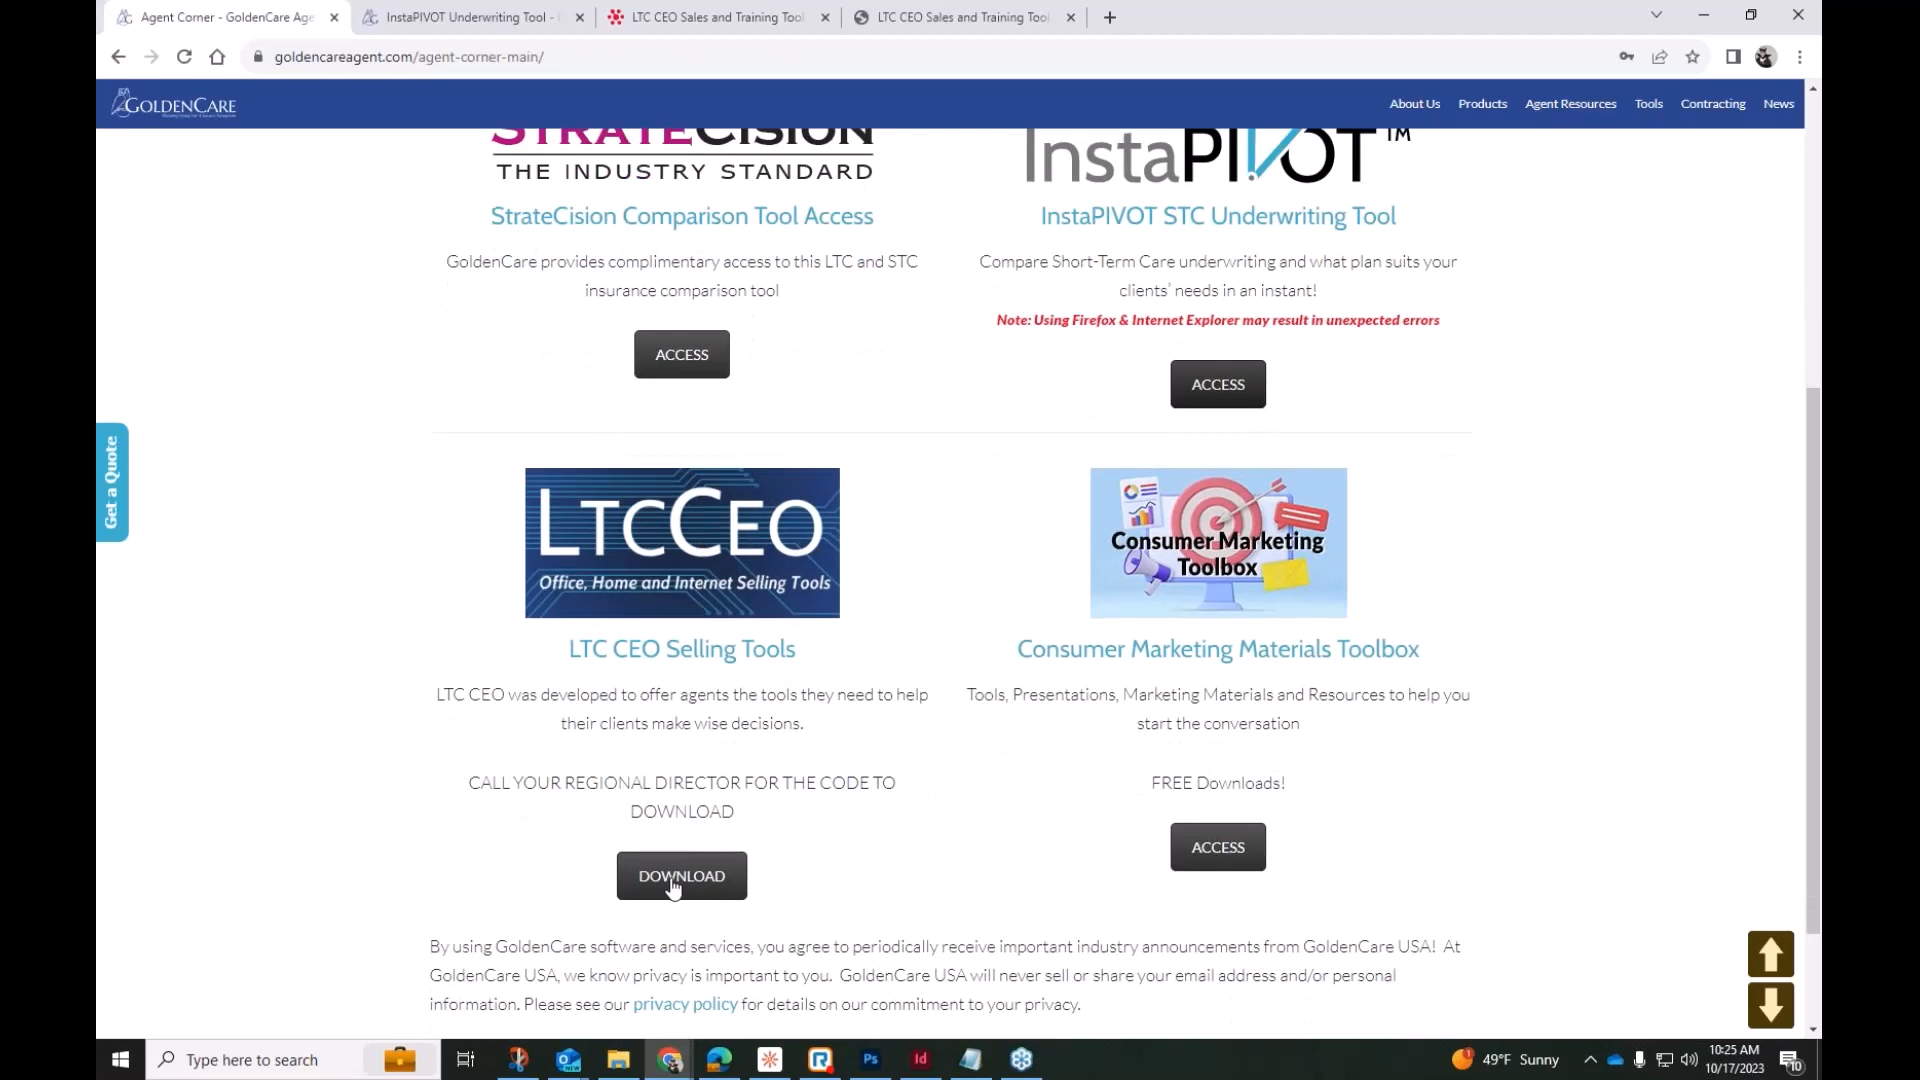 Agent Corner - GoldenCare Age
InstaPIVOT Underwriting Tool -
LTC CEO Sales and Training Tool
LTC CEO Sales and Training Tool
goldencareagent.com/agent-corner-main/
GOLDENCARE
About Us
Products
Agent Resources
Tools
Contracting
News
STRATECISION
THE INDUSTRY STANDARD
InstaPIVOT™
StrateCision Comparison Tool Access
InstaPIVOT STC Underwriting Tool
GoldenCare provides complimentary access to this LTC and STC
insurance comparison tool
Compare Short-Term Care underwriting and what plan suits your
clients’ needs in an instant!
Note: Using Firefox & Internet Explorer may result in unexpected errors
ACCESS
ACCESS
Get a Quote
LTCCEO
Office, Home and Internet Selling Tools
Consumer Marketing
Toolbox
LTC CEO Selling Tools
Consumer Marketing Materials Toolbox
LTC CEO was developed to offer agents the tools they need to help
their clients make wise decisions.
Tools, Presentations, Marketing Materials and Resources to help you
start the conversation
CALL YOUR REGIONAL DIRECTOR FOR THE CODE TO
DOWNLOAD
FREE Downloads!
DOWNLOAD
ACCESS
By using GoldenCare software and services, you agree to periodically receive important industry announcements from GoldenCare USA!  At
GoldenCare USA, we know privacy is important to you.  GoldenCare USA will never sell or share your email address and/or personal
information. Please see our privacy policy for details on our commitment to your privacy.
Type here to search
NEW
Ps
Id
49°F Sunny
10:25 AM
10/17/2023
10